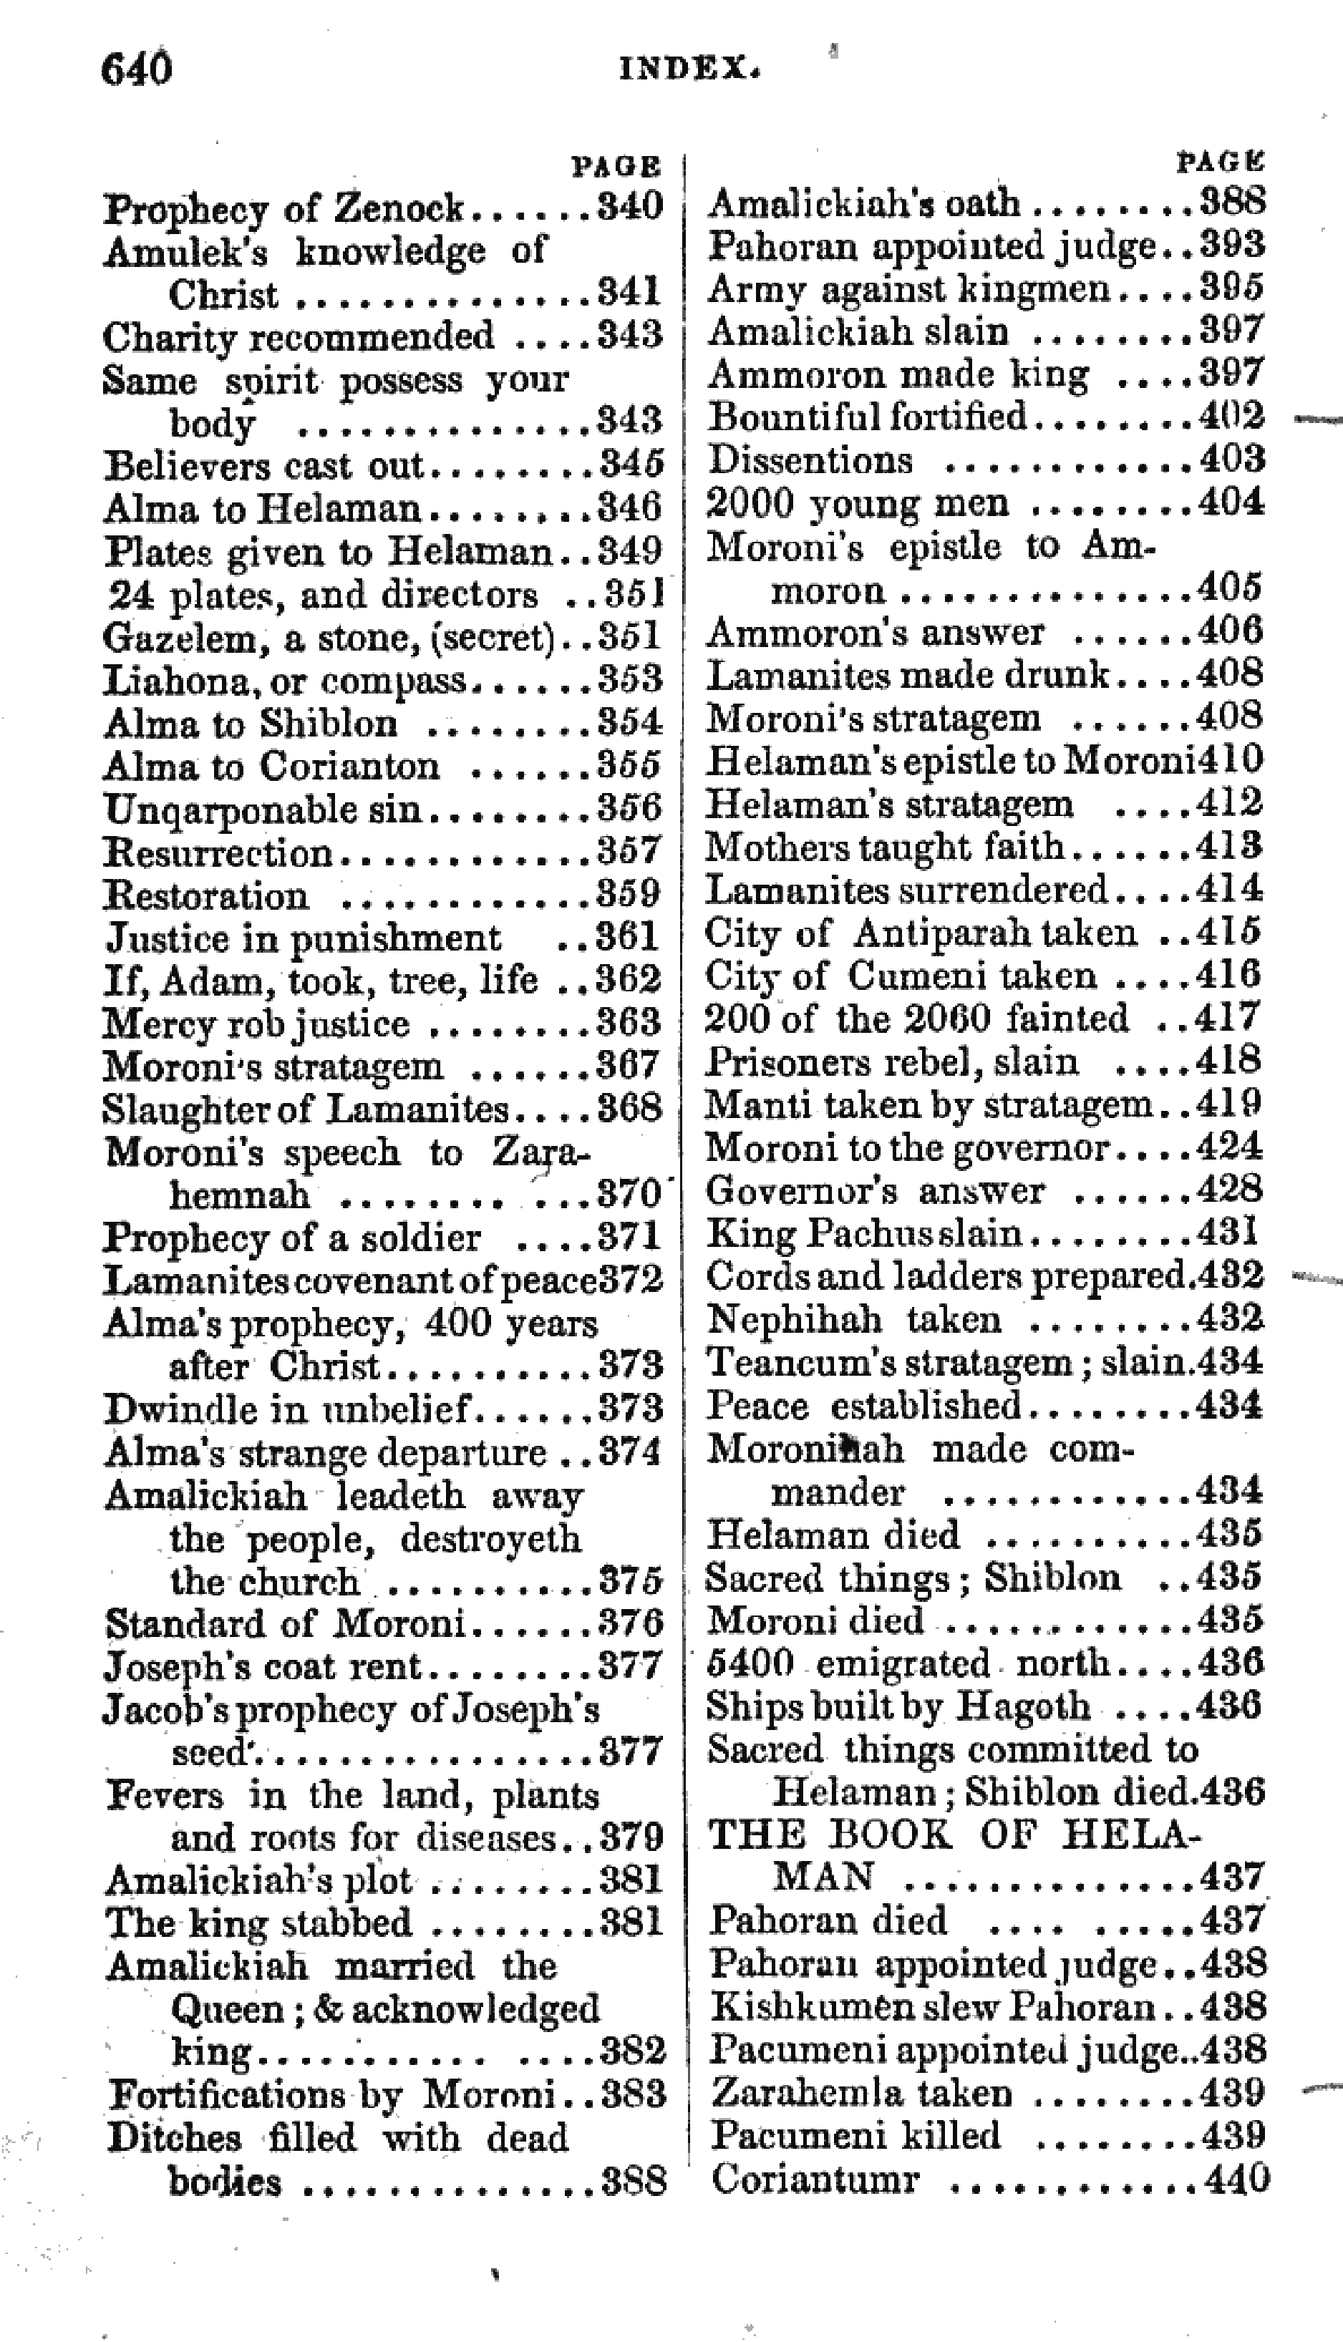 640
INDEX.
PAGE
Prophecy of Zenock......340
Amulek's knowledge of
Christ ..............341
Charity recommended ....343
Same spirit possess your
body ..............343
Believers cast out........345
Alma to Helaman........346
Plates given to Helaman..349
24 plates, and directors ..351
Gazelem, a stone, (secret)..351
Liahona, or compass......353
Alma to Shiblon ........354
Alma to Corianton ......355
Unqarponable sin........356
Resurrection............357
Restoration ............359
Justice in punishment ..361
If, Adam, took, tree, life ..362
Mercy rob justice ........363
Moroni's stratagem ......367
Slaughter of Lamanites....368
Moroni's speech to Zara-
hemnah ........ ...370
Prophecy of a soldier ....371
Lamanites covenant of peace372
Alma's prophecy, 400 years
after Christ..........373
Dwindle in unbelief......373
Alma's strange departure ..374
Amalickiah leadeth away
the people, destroyeth
the church ..........375
Standard of Moroni......376
Joseph's coat rent........377
Jacob's prophecy of Joseph's
seed................377
Fevers in the land, plants
and roots for diseases..379
Amalickiah's plot ........381
The king stabbed ........381
Amalickiah married the
Queen; & acknowledged
king........... ....382
Fortifications by Moroni..383
Ditches filled with dead
bodies ..............388
PAGE
Amalickiah's oath ........388
Pahoran appointed judge..393
Army against kingmen....395
Amalickiah slain ........397
Ammoron made king ....397
Bountiful fortified........402
Dissentions ............403
2000 young men ........404
Moroni's epistle to Am-
moron ..............405
Ammoron's answer ......406
Lamanites made drunk....408
Moroni's stratagem ......408
Helaman's epistle to Moroni410
Helaman's stratagem ....412
Mothers taught faith......413
Lamanites surrendered....414
City of Antiparah taken ..415
City of Cumeni taken ....416
200 of the 2060 fainted ..417
Prisoners rebel, slain ....418
Manti taken by stratagem..419
Moroni to the governor....424
Governor's answer ......428
King Pachus slain........431
Cords and ladders prepared.432
Nephihah taken ........432
Teancum's stratagem; slain.434
Peace established........434
Moronihah made com-
mander ............434
Helaman died ..........435
Sacred things; Shiblon ..435
Moroni died ............435
5400 emigrated north....436
Ships built by Hagoth ....436
Sacred things committed to
Helaman; Shiblon died.436
THE BOOK OF HELA-
MAN ..............437
Pahoran died .... .....437
Pahoran appointed judge..438
Kishkumen slew Pahoran..438
Pacumeni appointed judge..438
Zarahemla taken ........439
Pacumeni killed ........439
Coriantumr ............440